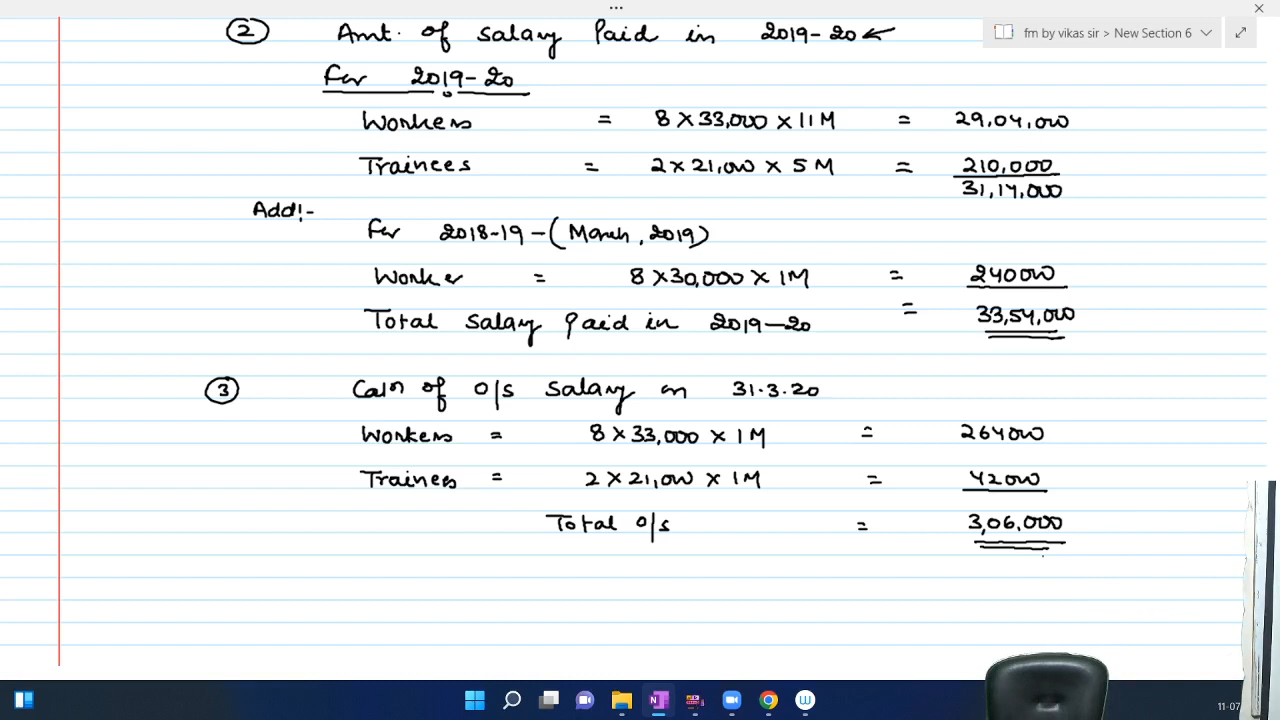 ...
fm by vikas sir > New Section 6
② Amt. of salary Paid in 2019-20 ←
For 2019-20
Workers = 8 × 33,000 × 11 M = 29,04,000
Trainees = 2 × 21,000 × 5 M = 210,000
31,14,000
Add:-
For 2018-19 - (March, 2019)
Worker = 8 × 30,000 × 1M = 240000
Total salary paid in 2019-20 = 33,54,000
③ Caln of O/S salary on 31.3.20
Workers = 8 × 33,000 × 1 M = 264000
Trainees = 2 × 21,000 × 1M = 42000
Total O/s = 3,06,000
11-07